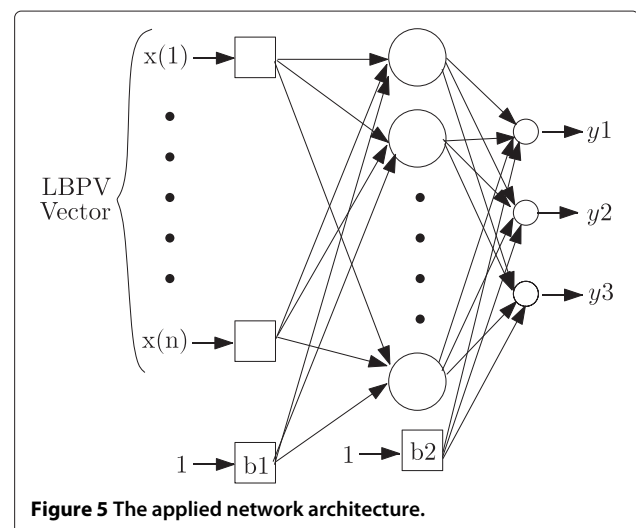 x(1)
LBPV
Vector
x(n)
1
b1
1
b2
y1
y2
y3
Figure 5 The applied network architecture.